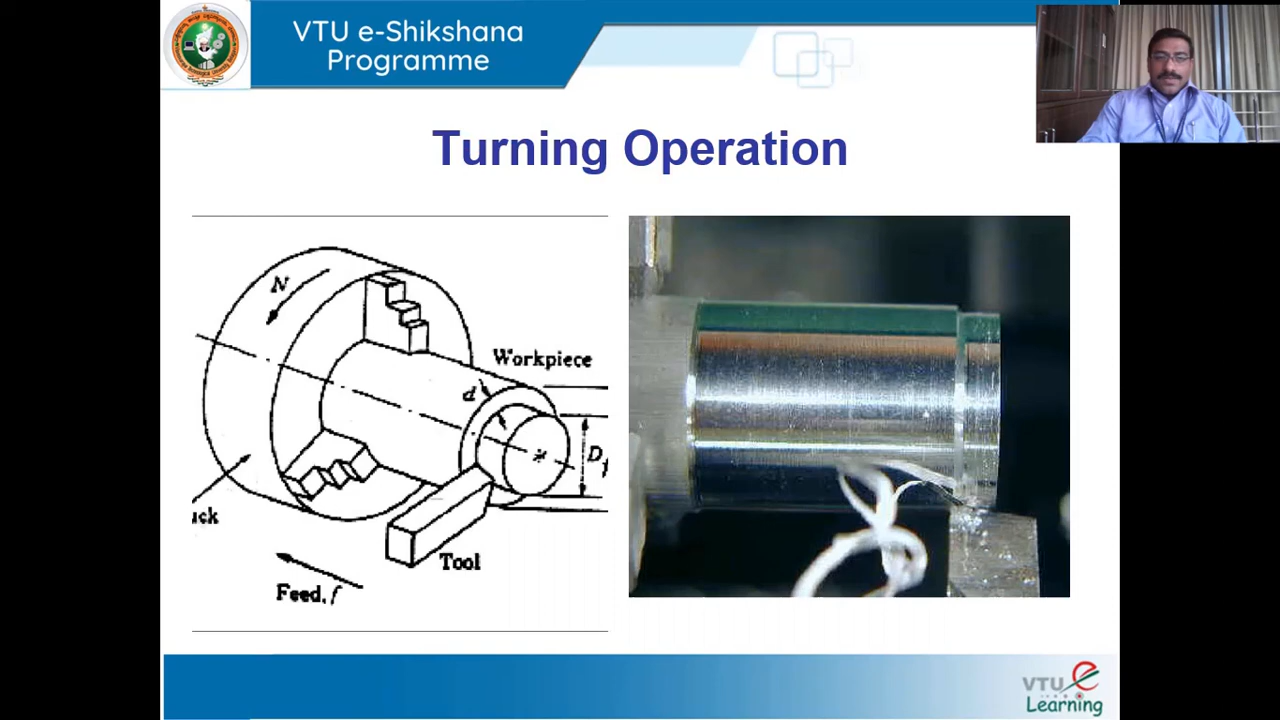 VTU e-Shikshana
Programme
Turning Operation
N
Workpiece
d
D
f
uck
Tool
Feed, f
VTU e
Learning